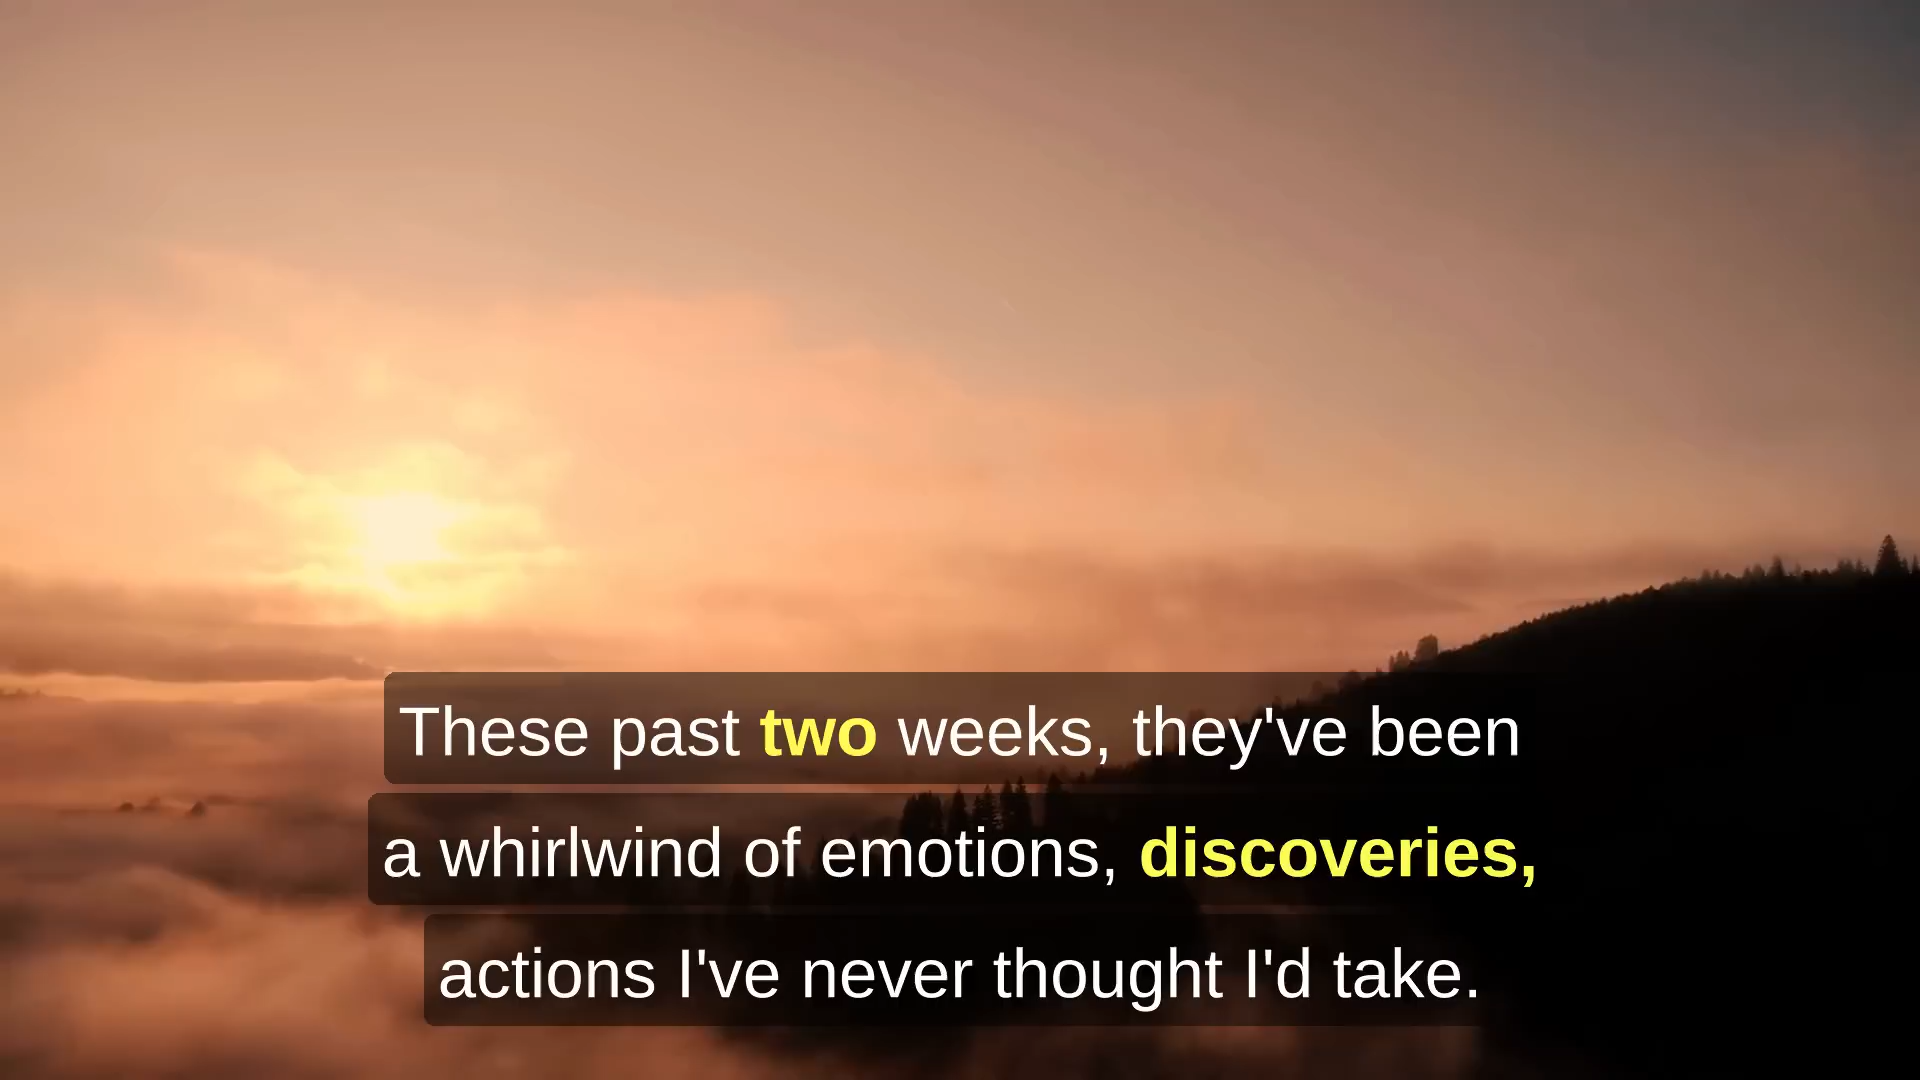 These past two weeks, they've been
a whirlwind of emotions, discoveries,
actions I've never thought I'd take.